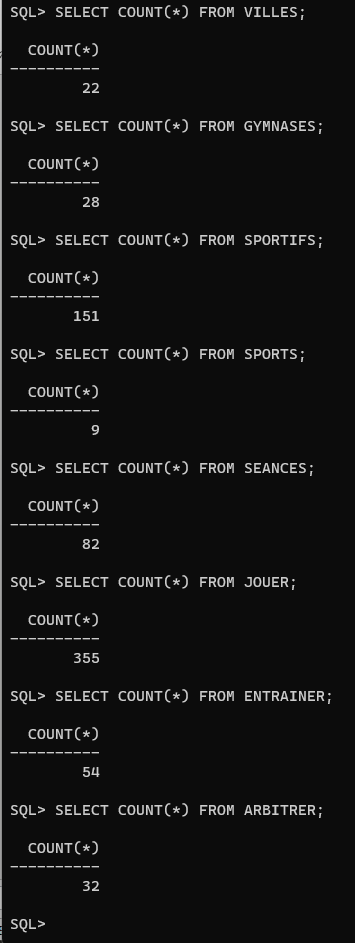 SQL> SELECT COUNT(*) FROM VILLES;
COUNT(*)
----------
22
SQL> SELECT COUNT(*) FROM GYMNASES;
COUNT(*)
----------
28
SQL> SELECT COUNT(*) FROM SPORTIFS;
COUNT(*)
----------
151
SQL> SELECT COUNT(*) FROM SPORTS;
COUNT(*)
----------
9
SQL> SELECT COUNT(*) FROM SEANCES;
COUNT(*)
----------
82
SQL> SELECT COUNT(*) FROM JOUER;
COUNT(*)
----------
355
SQL> SELECT COUNT(*) FROM ENTRAINER;
COUNT(*)
----------
54
SQL> SELECT COUNT(*) FROM ARBITRER;
COUNT(*)
----------
32
SQL>